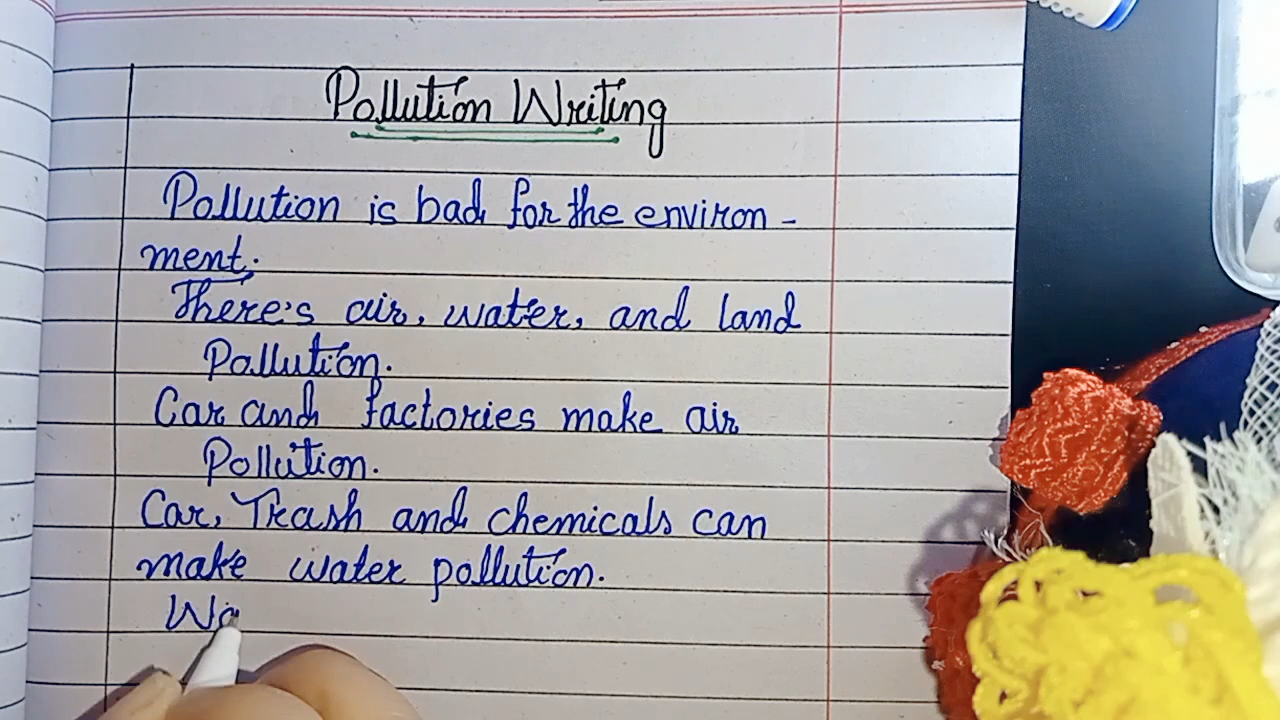 Pollution Writing
Pollution is bad for the environ -
ment.
There's air, water, and land
Pollution.
Car and factories make air
Pollution.
Car, Trash and chemicals can
make water pollution.
Wa